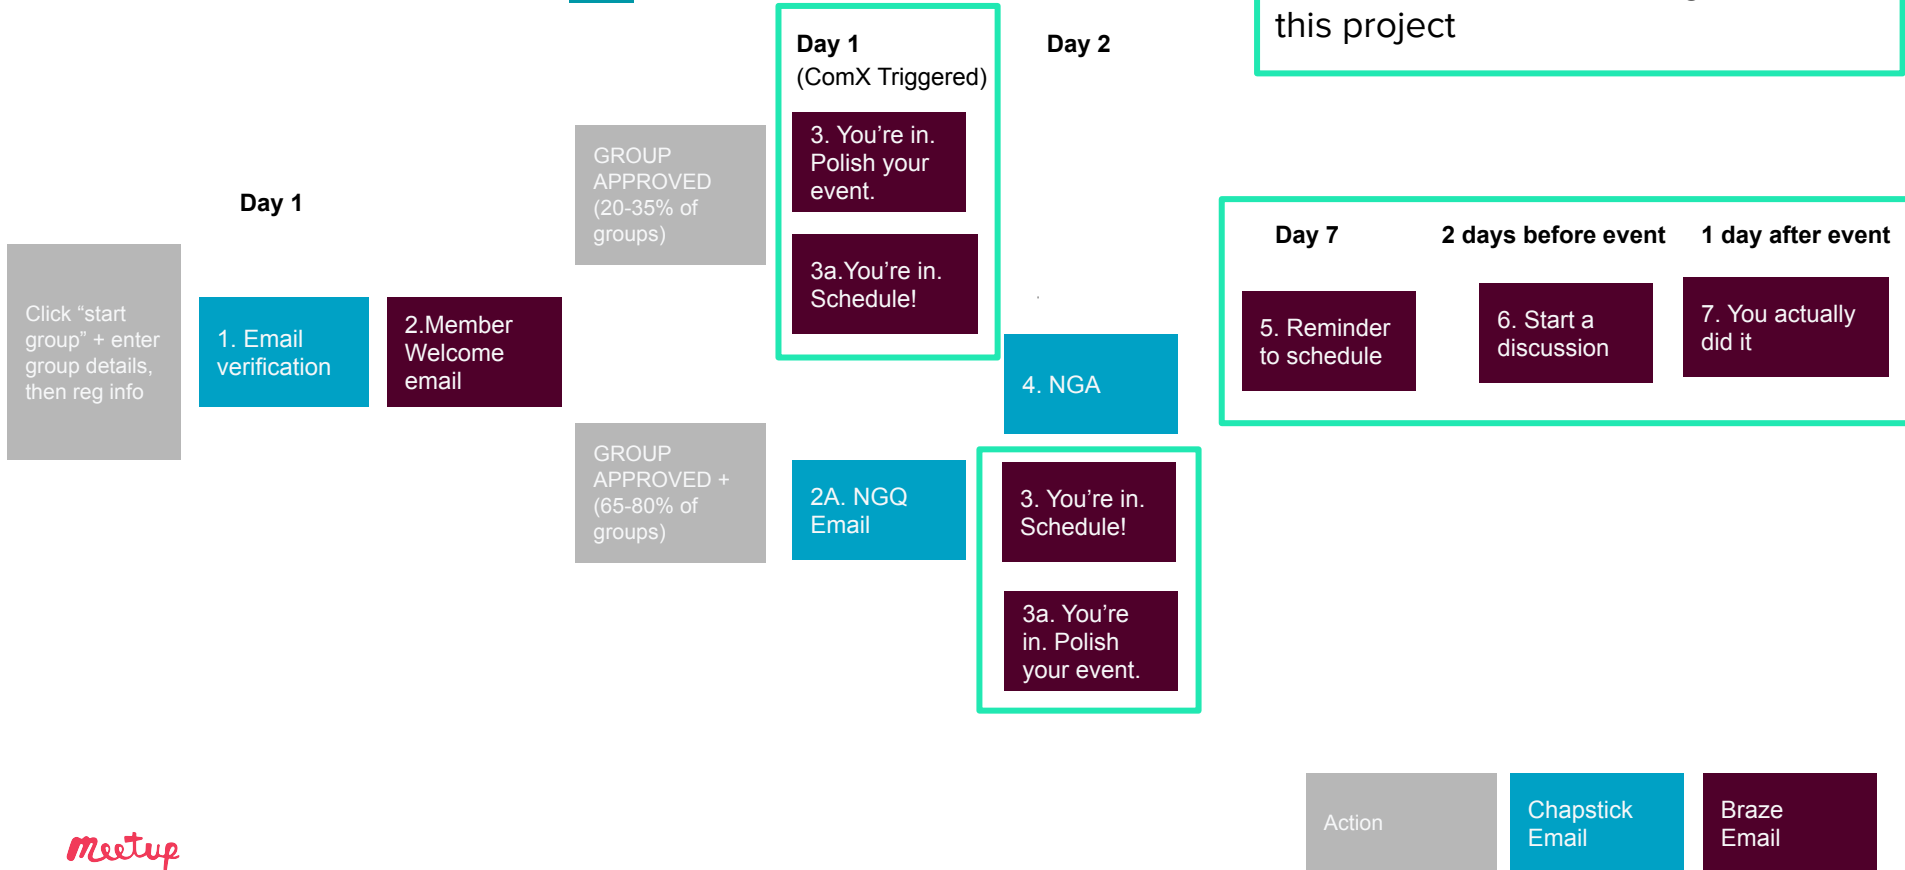 this project
Day 1
(ComX Triggered)
Day 2
3. You're in.
Polish your
event.
3a.You're in.
Schedule!
GROUP
APPROVED
(20-35% of
groups)
Day 1
Click “start
group” + enter
group details,
then reg info
1. Email
verification
2.Member
Welcome
email
GROUP
APPROVED +
(65-80% of
groups)
2A. NGQ
Email
4. NGA
3. You’re in.
Schedule!
3a. You’re
in. Polish
your event.
Day 7
2 days before event
1 day after event
5. Reminder
to schedule
6. Start a
discussion
7. You actually
did it
Action
Chapstick
Email
Braze
Email
meetup